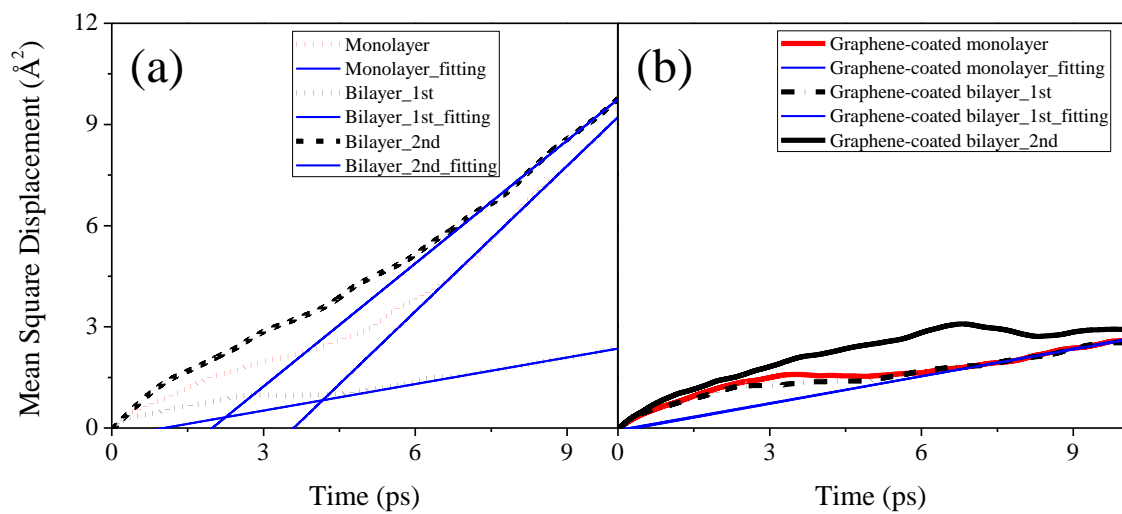 Mean Square Displacement (Å²)
12
9
6
3
0
(a)
Monolayer
Monolayer_fitting
Bilayer_1st
Bilayer_1st_fitting
Bilayer_2nd
Bilayer_2nd_fitting
0 3 6 9
Time (ps)
(b)
Graphene-coated monolayer
Graphene-coated monolayer_fitting
Graphene-coated bilayer_1st
Graphene-coated bilayer_1st_fitting
Graphene-coated bilayer_2nd
0 3 6 9
Time (ps)